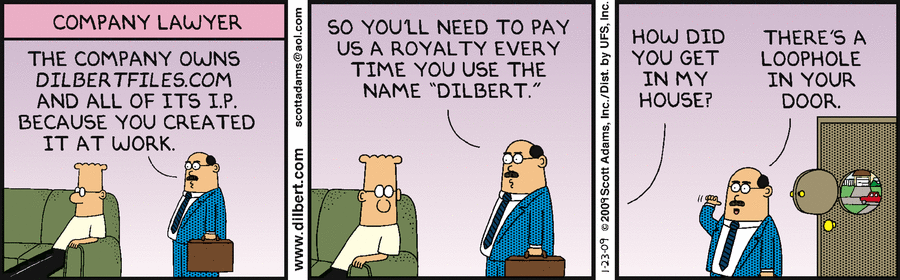 COMPANY LAWYER
THE COMPANY OWNS
DILBERTFILES.COM
AND ALL OF ITS I.P.
BECAUSE YOU CREATED
IT AT WORK.
www.dilbert.com
scottadams@aol.com
SO YOU'LL NEED TO PAY
US A ROYALTY EVERY
TIME YOU USE THE
NAME "DILBERT."
1-23-09 © 2009 Scott Adams, Inc./Dist. by UFS, Inc.
HOW DID
YOU GET
IN MY
HOUSE?
THERE'S A
LOOPHOLE
IN YOUR
DOOR.